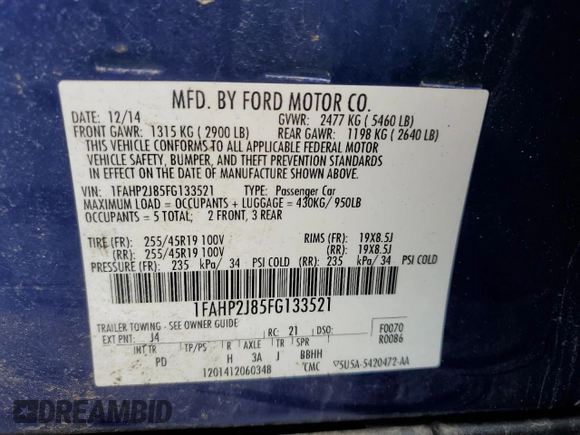 MFD. BY FORD MOTOR CO.
DATE: 12/14 GVWR: 2477 KG ( 5460 LB)
FRONT GAWR: 1315 KG ( 2900 LB) REAR GAWR: 1198 KG ( 2640 LB)
THIS VEHICLE CONFORMS TO ALL APPLICABLE FEDERAL MOTOR
VEHICLE SAFETY, BUMPER, AND THEFT PREVENTION STANDARDS
IN EFFECT ON THE DATE OF MANUFACTURE SHOWN ABOVE.
VIN: 1FAHP2J85FG133521 TYPE: Passenger Car
MAXIMUM LOAD = OCCUPANTS + LUGGAGE = 430KG/ 950LB
OCCUPANTS = 5 TOTAL; 2 FRONT, 3 REAR
TIRE (FR): 255/45R19 100V RIMS (FR): 19X8.5J
(RR): 255/45R19 100V (RR): 19X8.5J
PRESSURE (FR): 235 kPa/ 34 PSI COLD (RR): 235 kPa/ 34 PSI COLD
1FAHP2J85FG133521
TRAILER TOWING - SEE OWNER GUIDE
EXT PNT: J4 RC: 21 DSO: F0070
R0086
INT TR TP/PS R AXLE TR SPR
PD H 3A J BBHH
1201412060348 CMC 5U5A-5420472-AA
DREAMBID